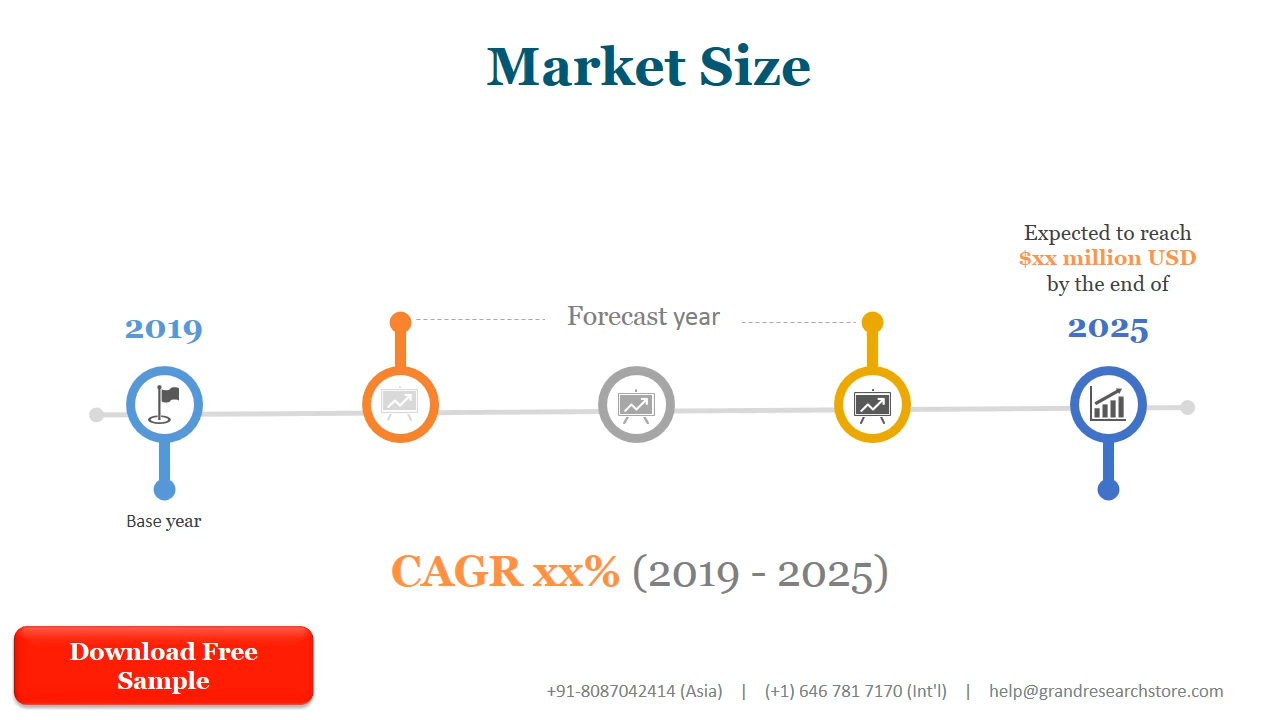 Market Size
Expected to reach
$xx million USD
by the end of
2019
Forecast year
2025
Base year
CAGR xx% (2019 - 2025)
Download Free
Sample
+91-8087042414 (Asia) | (+1) 646 781 7170 (Int'l) | help@grandresearchstore.com